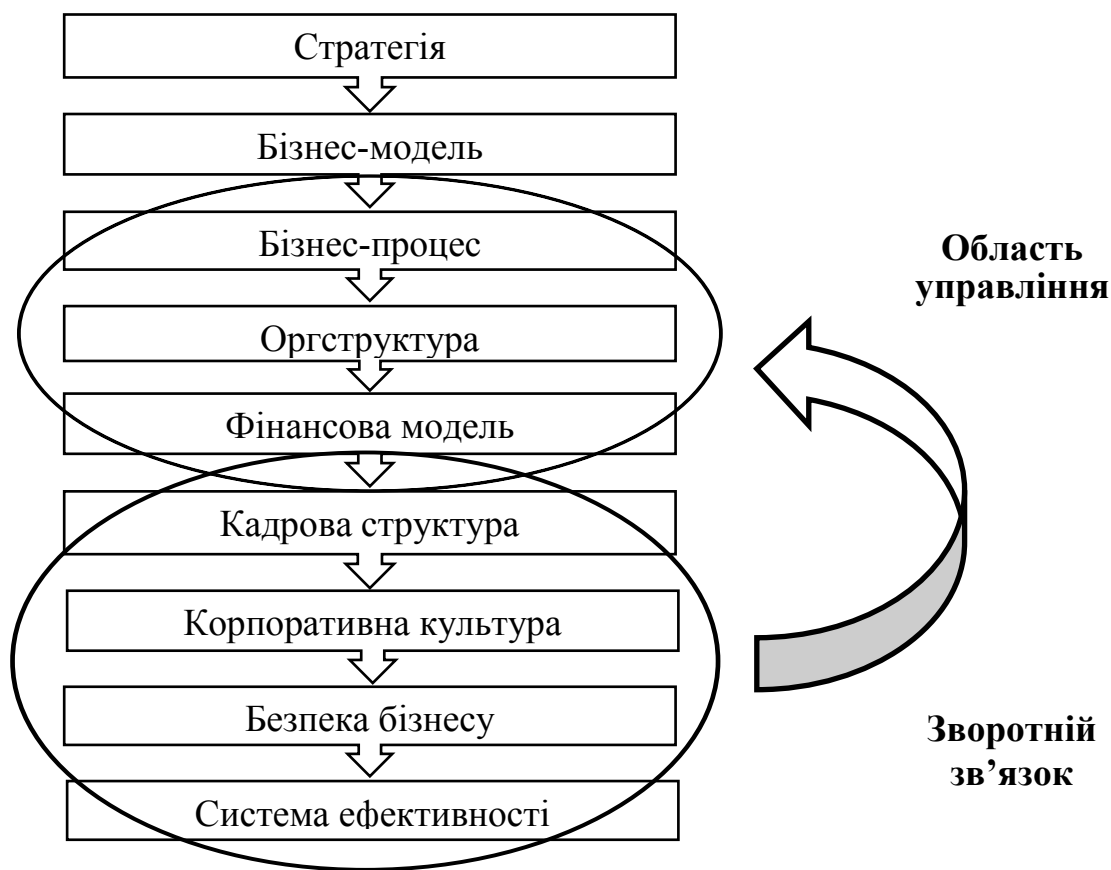 Стратегія
Бізнес-модель
Бізнес-процес
Область
управління
Оргструктура
Фінансова модель
Кадрова структура
Корпоративна культура
Безпека бізнесу
Зворотній
зв’язок
Система ефективності